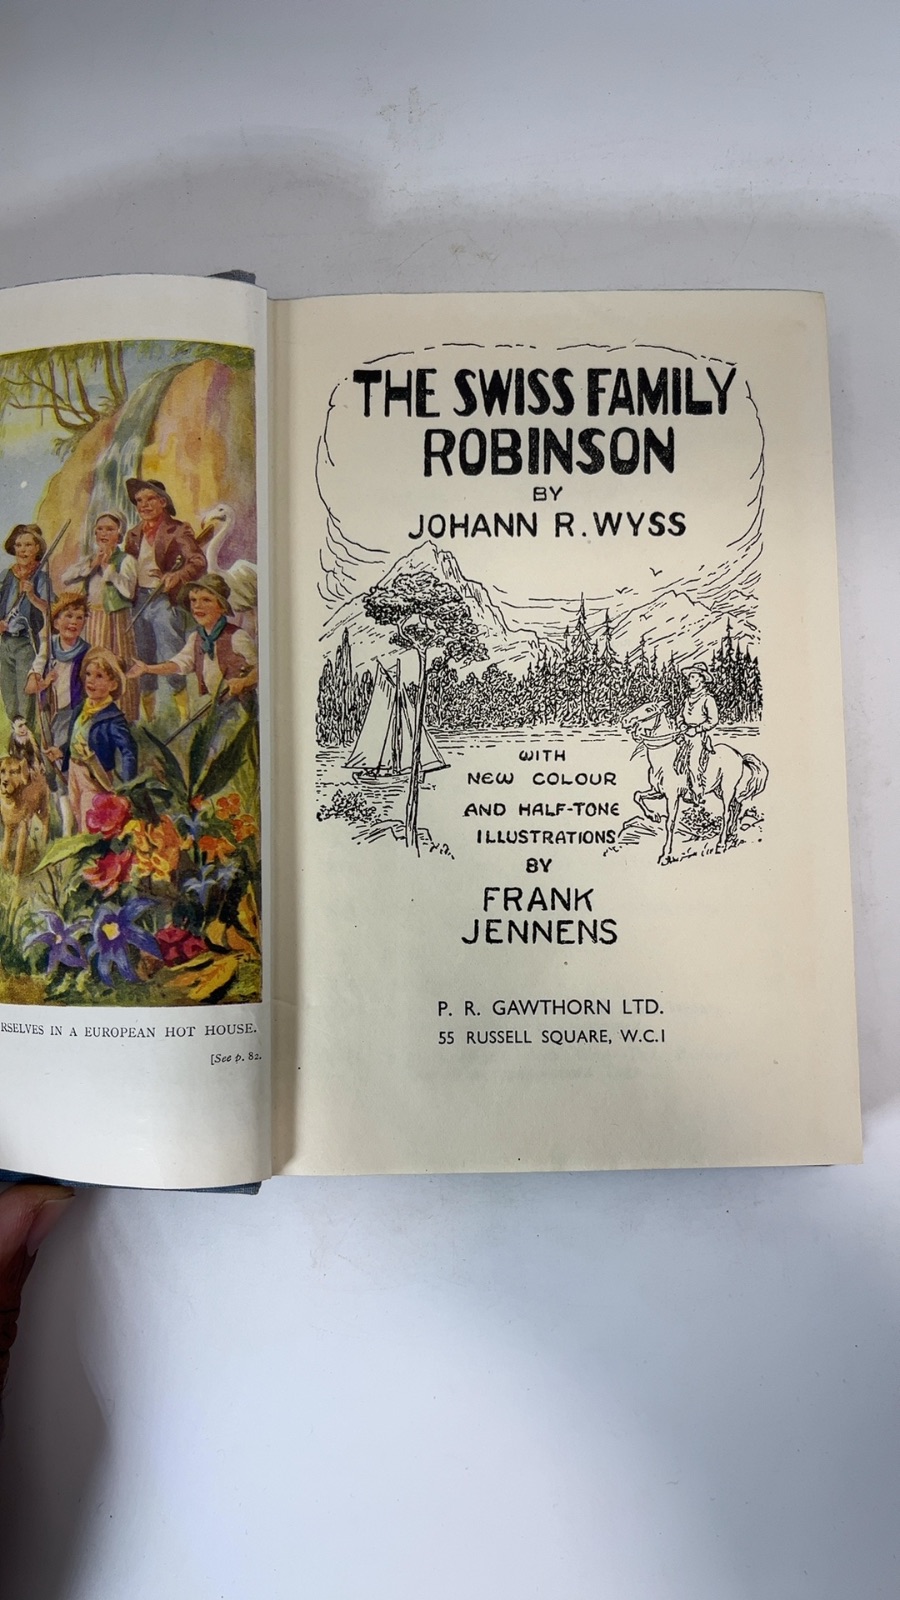 RSELVES IN A EUROPEAN HOT HOUSE.
[See p. 82.
THE SWISS FAMILY
ROBINSON
BY
JOHANN R. WYSS
WITH
NEW COLOUR
AND HALF-TONE
ILLUSTRATIONS
BY
FRANK
JENNENS
P. R. GAWTHORN LTD.
55 RUSSELL SQUARE, W.C.1